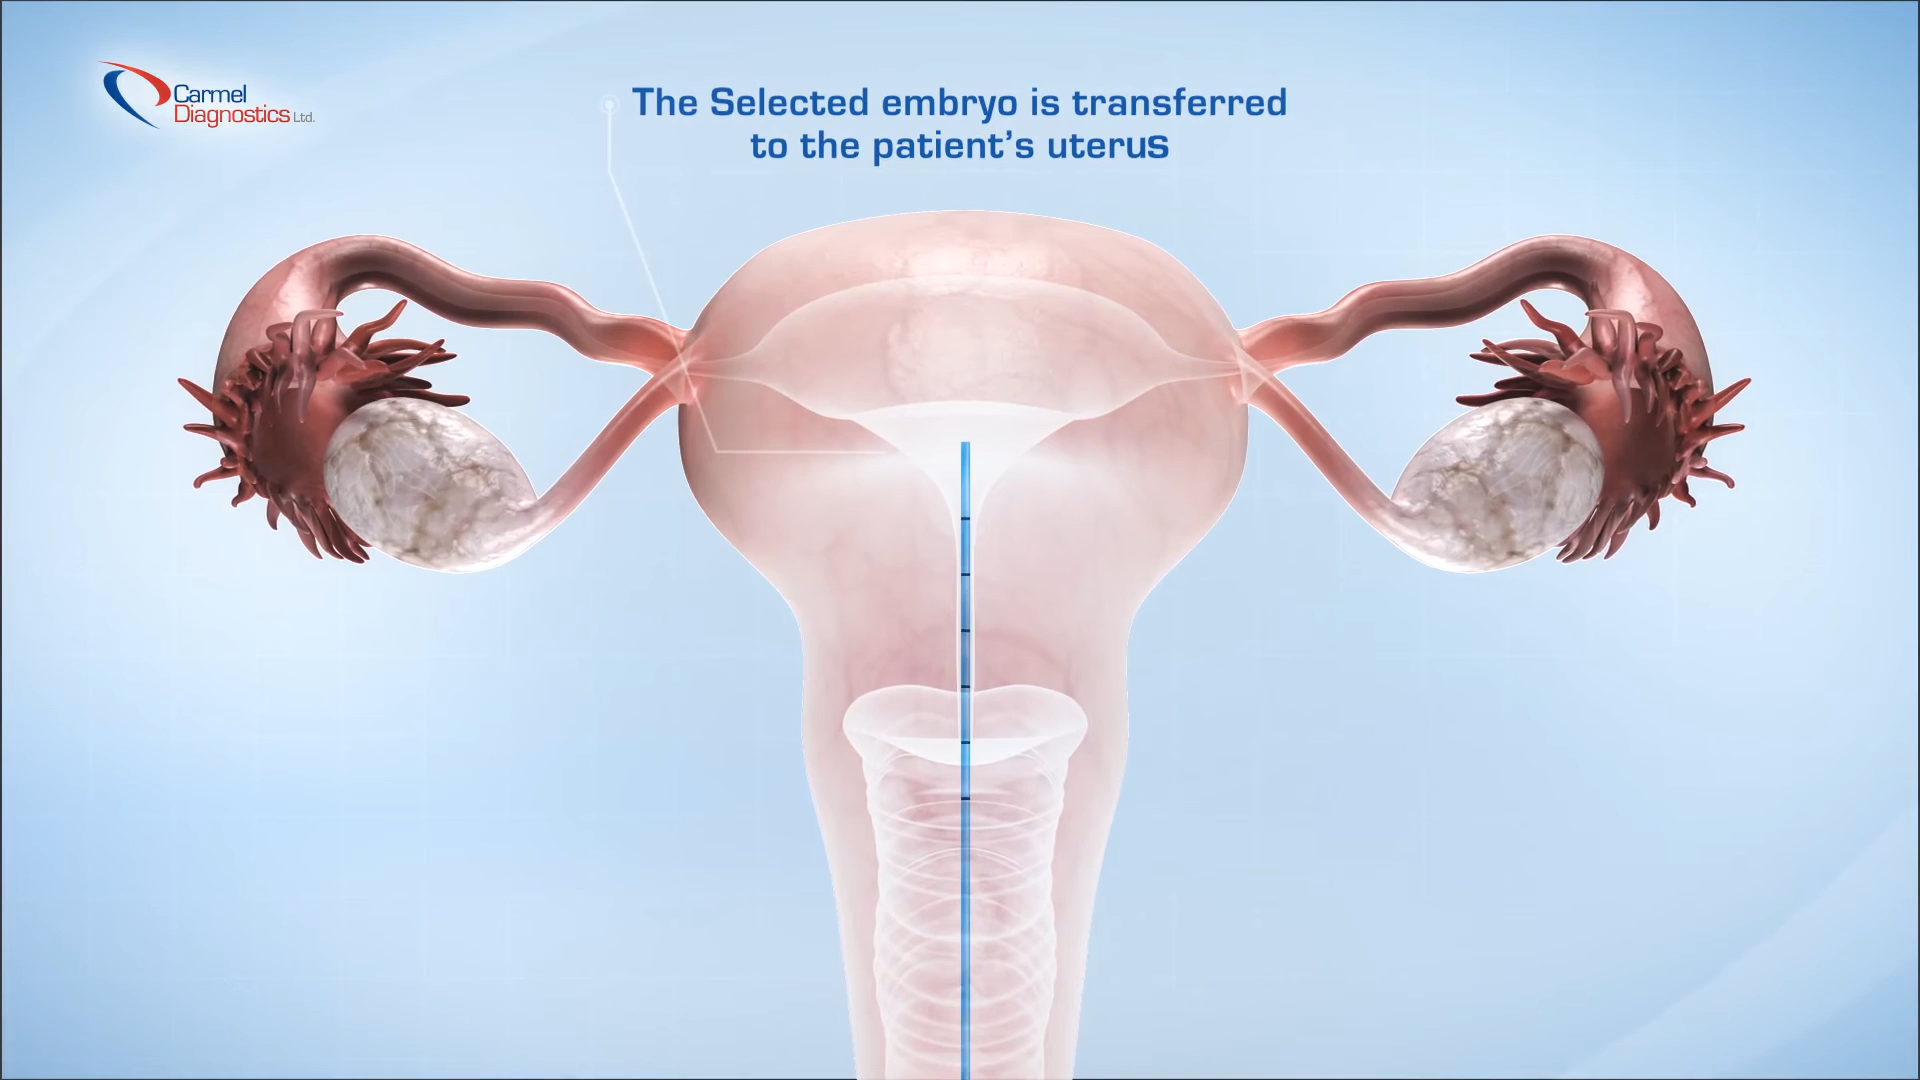 Carmel
Diagnostics Ltd.
The Selected embryo is transferred
to the patient's uterus